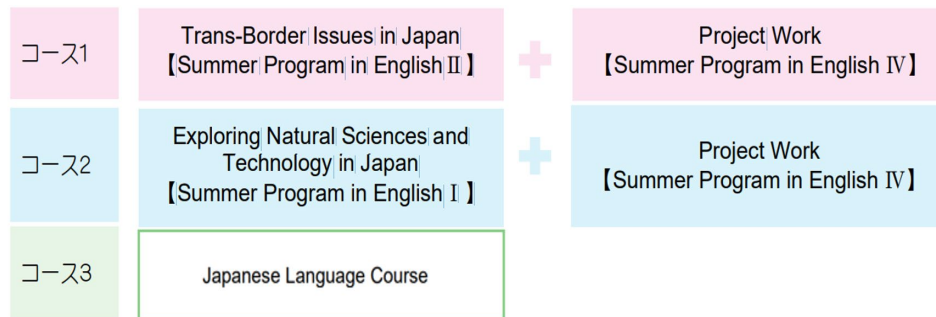 コース1
Trans-Border Issues in Japan
【Summer Program in English Ⅱ】
Project Work
【Summer Program in English Ⅳ】
コース2
Exploring Natural Sciences and
Technology in Japan
【Summer Program in English Ⅰ】
Project Work
【Summer Program in English Ⅳ】
コース3
Japanese Language Course